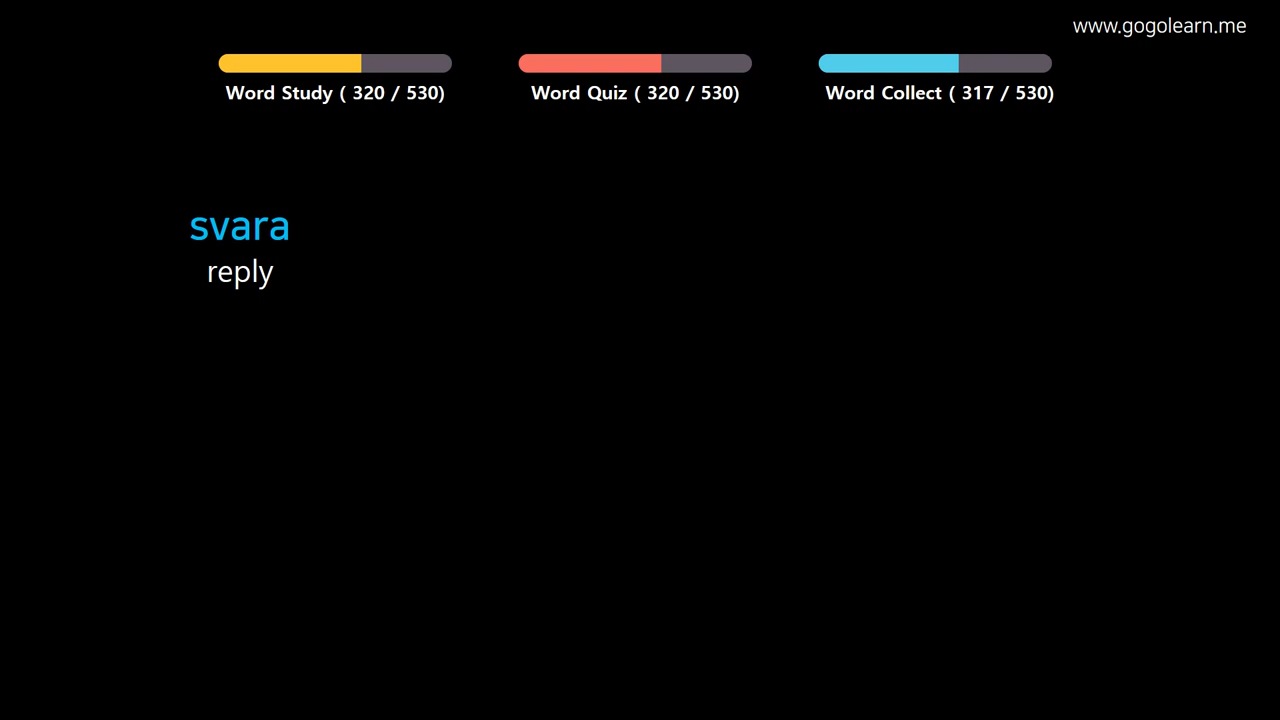 www.gogolearn.me
Word Study ( 320 / 530)
Word Quiz ( 320 / 530)
Word Collect ( 317 / 530)
svara
reply